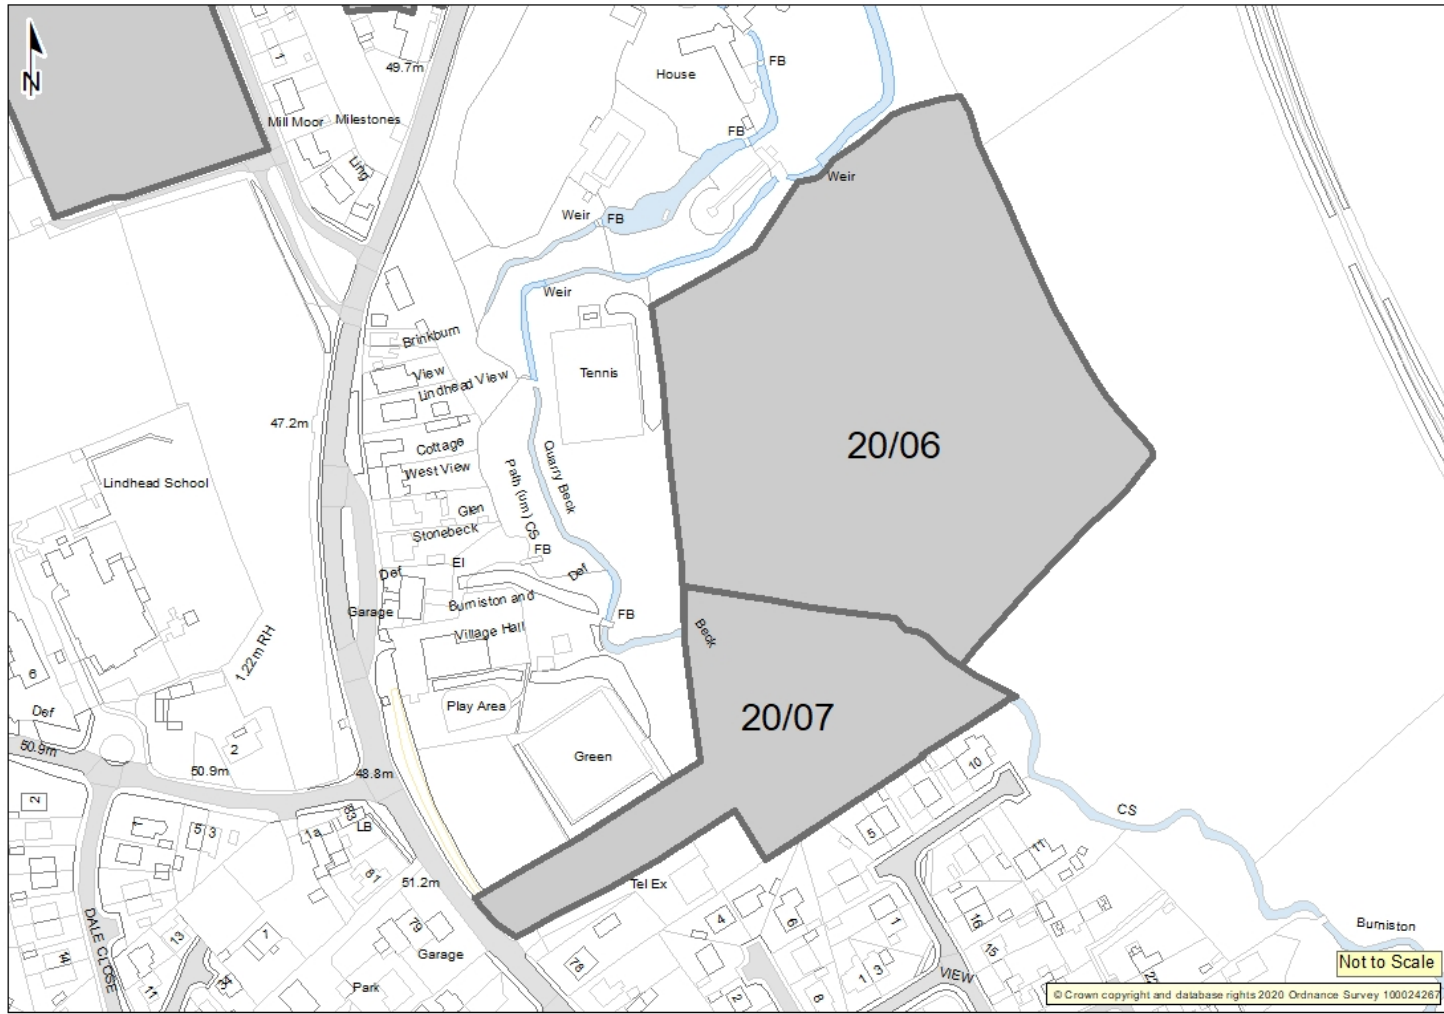 N
49.7m
1
House
FB
Mill Moor
Milestones
FB
Ling
Weir
Weir
FB
Weir
Brinkburn
View
Lindhead View
Tennis
47.2m
Cottage
West View
Quarry Beck
Path (um) CS
Glen
Stonebeck
20/06
Lindhead School
FB
El
Def
Def
Garage
Burniston and
FB
Village Hall
Beck
1.22m RH
6
Def
Play Area
20/07
2
50.9m
50.9m
Green
48.8m
10
2
1
5 3
1a
83
LB
5
CS
11
81
51.2m
Tel Ex
4
6
1
16
DALE CLOSE
13
7
79
Garage
78
15
Burniston
14
11
Park
2
8
1 3
VIEW
Not to Scale
© Crown copyright and database rights 2020 Ordnance Survey 100024267